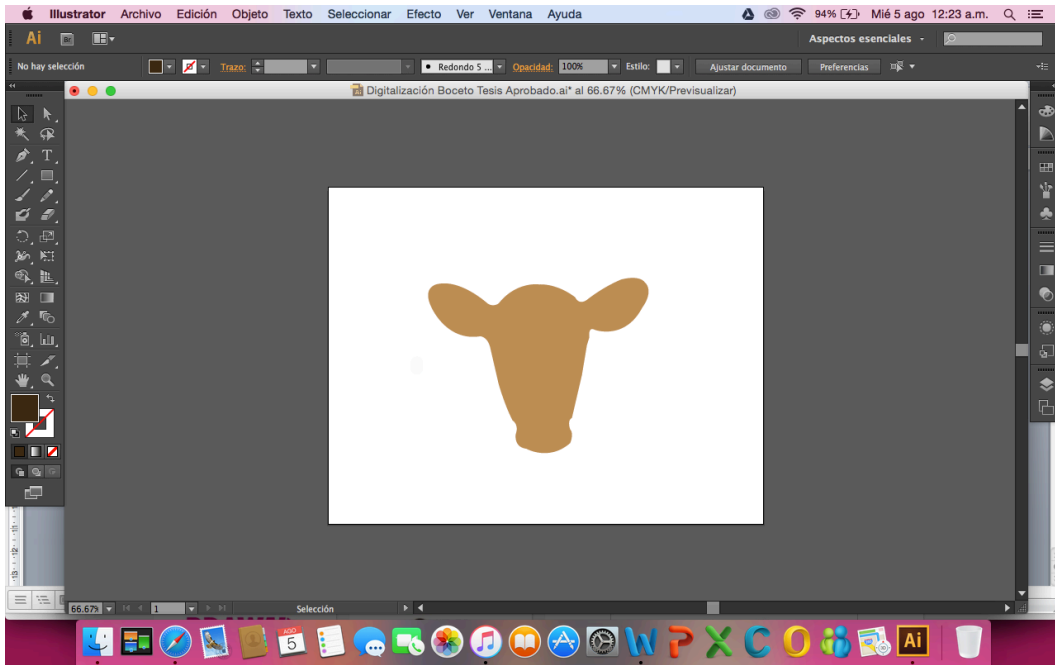 Illustrator Archivo Edición Objeto Texto Seleccionar Efecto Ver Ventana Ayuda 94% Mié 5 ago 12:23 a.m.
Ai Br Aspectos esenciales
No hay selección Trazo: Redondo 5 ... Opacidad: 100% Estilo: Ajustar documento Preferencias
Digitalización Boceto Tesis Aprobado.ai* al 66.67% (CMYK/Previsualizar)
T
66.67% 1 Selección
AGO
5
W P X C O Ai